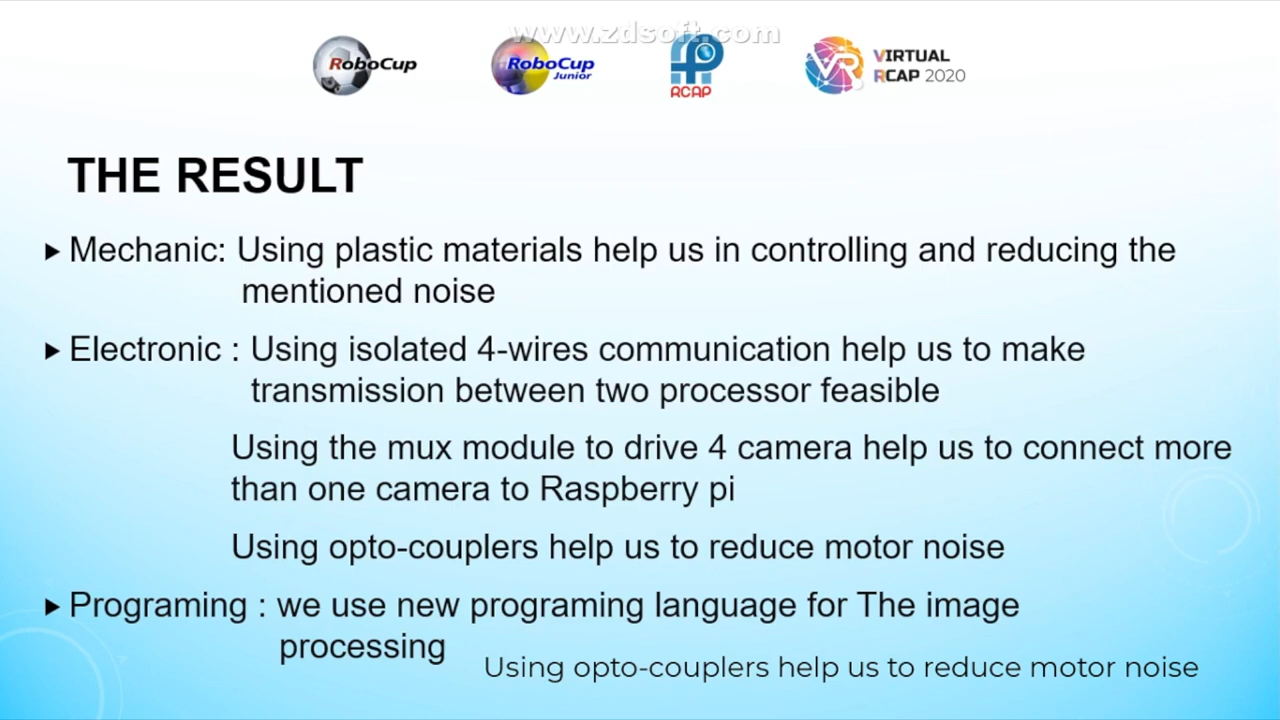 www.zdsoft.com
RoboCup
RoboCup
Junior
RCAP
VR
VIRTUAL
RCAP 2020
THE RESULT
Mechanic: Using plastic materials help us in controlling and reducing the
mentioned noise
Electronic : Using isolated 4-wires communication help us to make
transmission between two processor feasible
Using the mux module to drive 4 camera help us to connect more
than one camera to Raspberry pi
Using opto-couplers help us to reduce motor noise
Programing : we use new programing language for The image
processing
Using opto-couplers help us to reduce motor noise